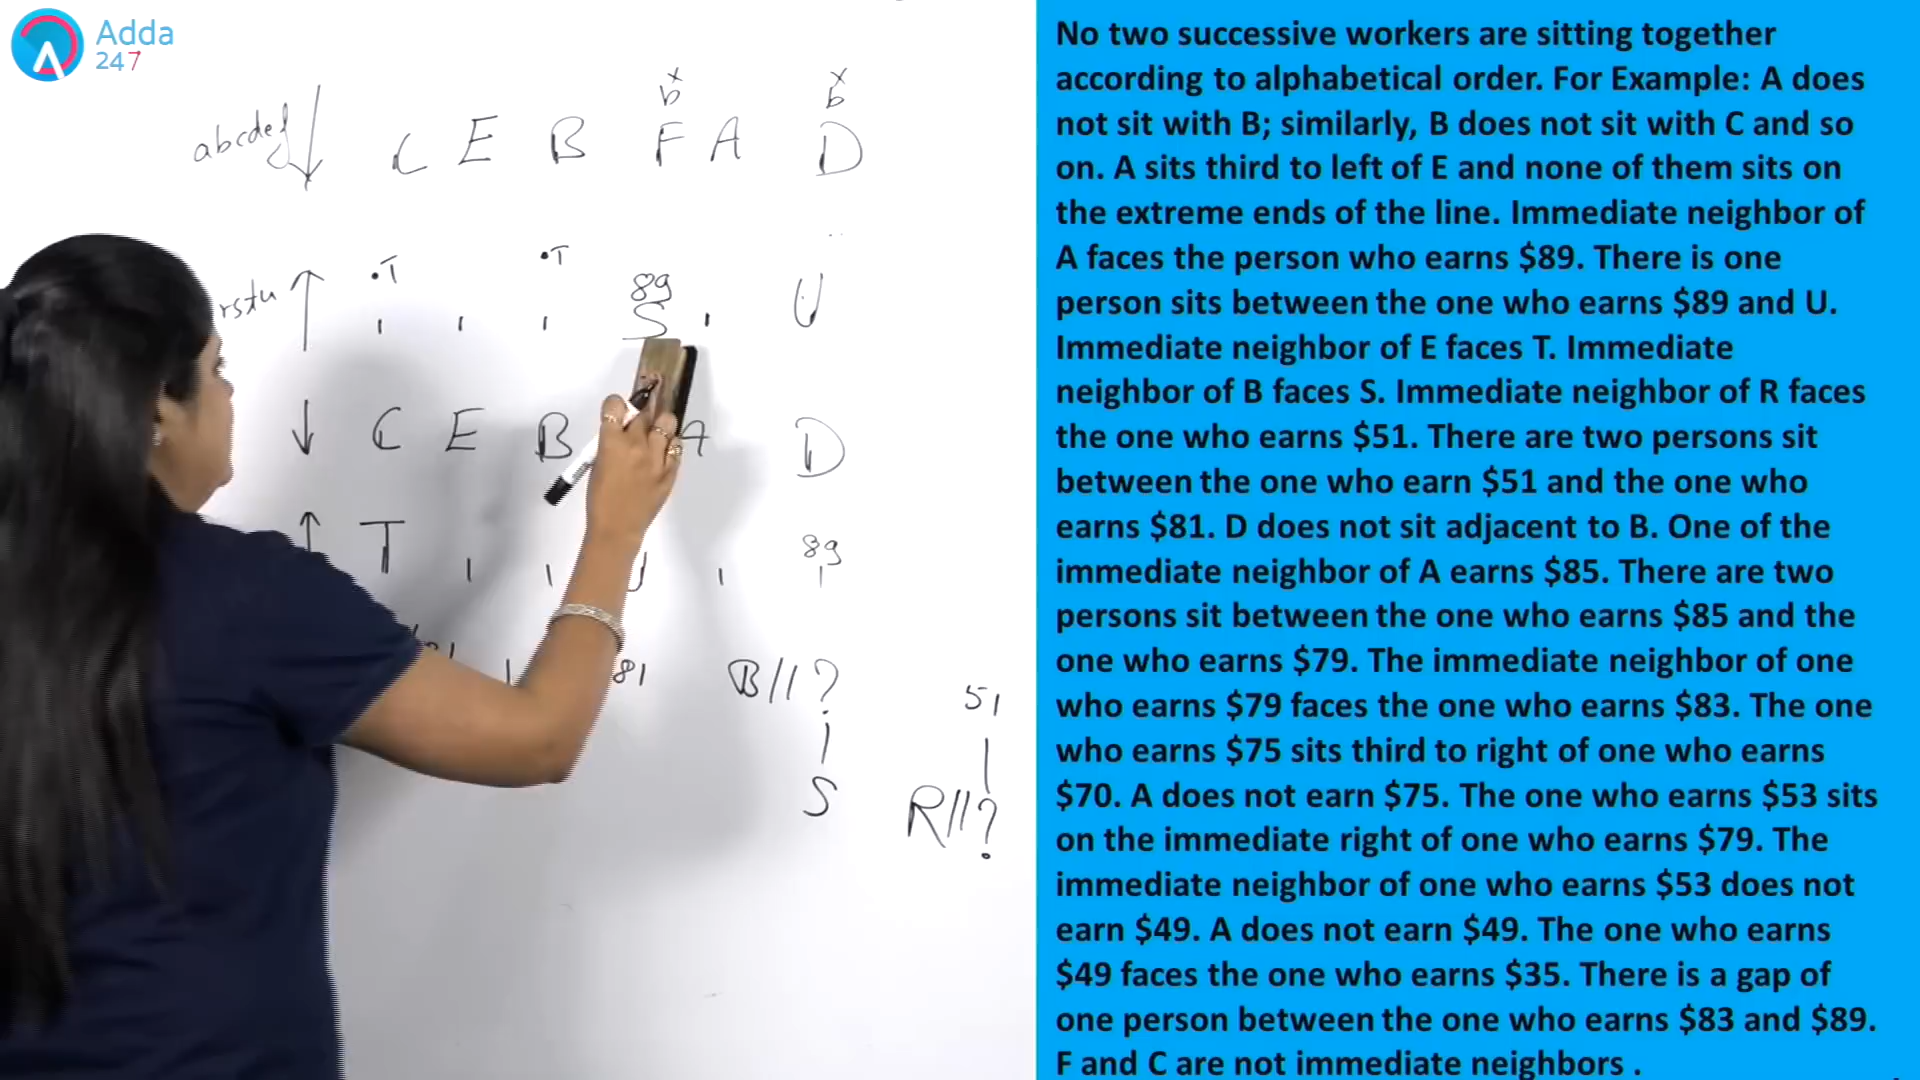 Adda
247
x x
b b
abcdef C E B F A D
•T •T 89
rstu S U
C E B A D
T 89
81 B//?
51
S R//?
No two successive workers are sitting together
according to alphabetical order. For Example: A does
not sit with B; similarly, B does not sit with C and so
on. A sits third to left of E and none of them sits on
the extreme ends of the line. Immediate neighbor of
A faces the person who earns $89. There is one
person sits between the one who earns $89 and U.
Immediate neighbor of E faces T. Immediate
neighbor of B faces S. Immediate neighbor of R faces
the one who earns $51. There are two persons sit
between the one who earn $51 and the one who
earns $81. D does not sit adjacent to B. One of the
immediate neighbor of A earns $85. There are two
persons sit between the one who earns $85 and the
one who earns $79. The immediate neighbor of one
who earns $79 faces the one who earns $83. The one
who earns $75 sits third to right of one who earns
$70. A does not earn $75. The one who earns $53 sits
on the immediate right of one who earns $79. The
immediate neighbor of one who earns $53 does not
earn $49. A does not earn $49. The one who earns
$49 faces the one who earns $35. There is a gap of
one person between the one who earns $83 and $89.
F and C are not immediate neighbors .